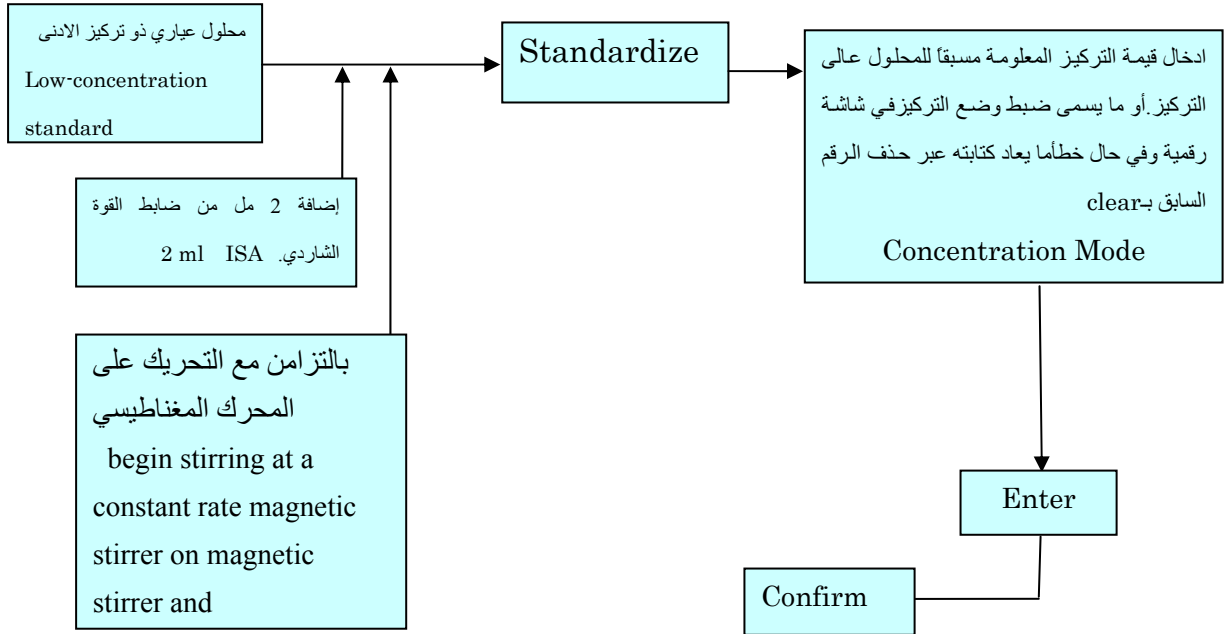 محلول عياري ذو تركيز الادنى
Low-concentration
standard
إضافة 2 مل من ضابط القوة
الشاردي. 2 ml ISA
بالتزامن مع التحريك على
المحرك المغناطيسي
begin stirring at a
constant rate magnetic
stirrer on magnetic
stirrer and
Standardize
ادخال قيمة التركيز المعلومة مسبقاً للمحلول عالى
التركيز.أو ما يسمى ضبط وضع التركيزفي شاشة
رقمية وفي حال خطأما يعاد كتابته عبر حذف الرقم
السابق بـclear
Concentration Mode
Enter
Confirm